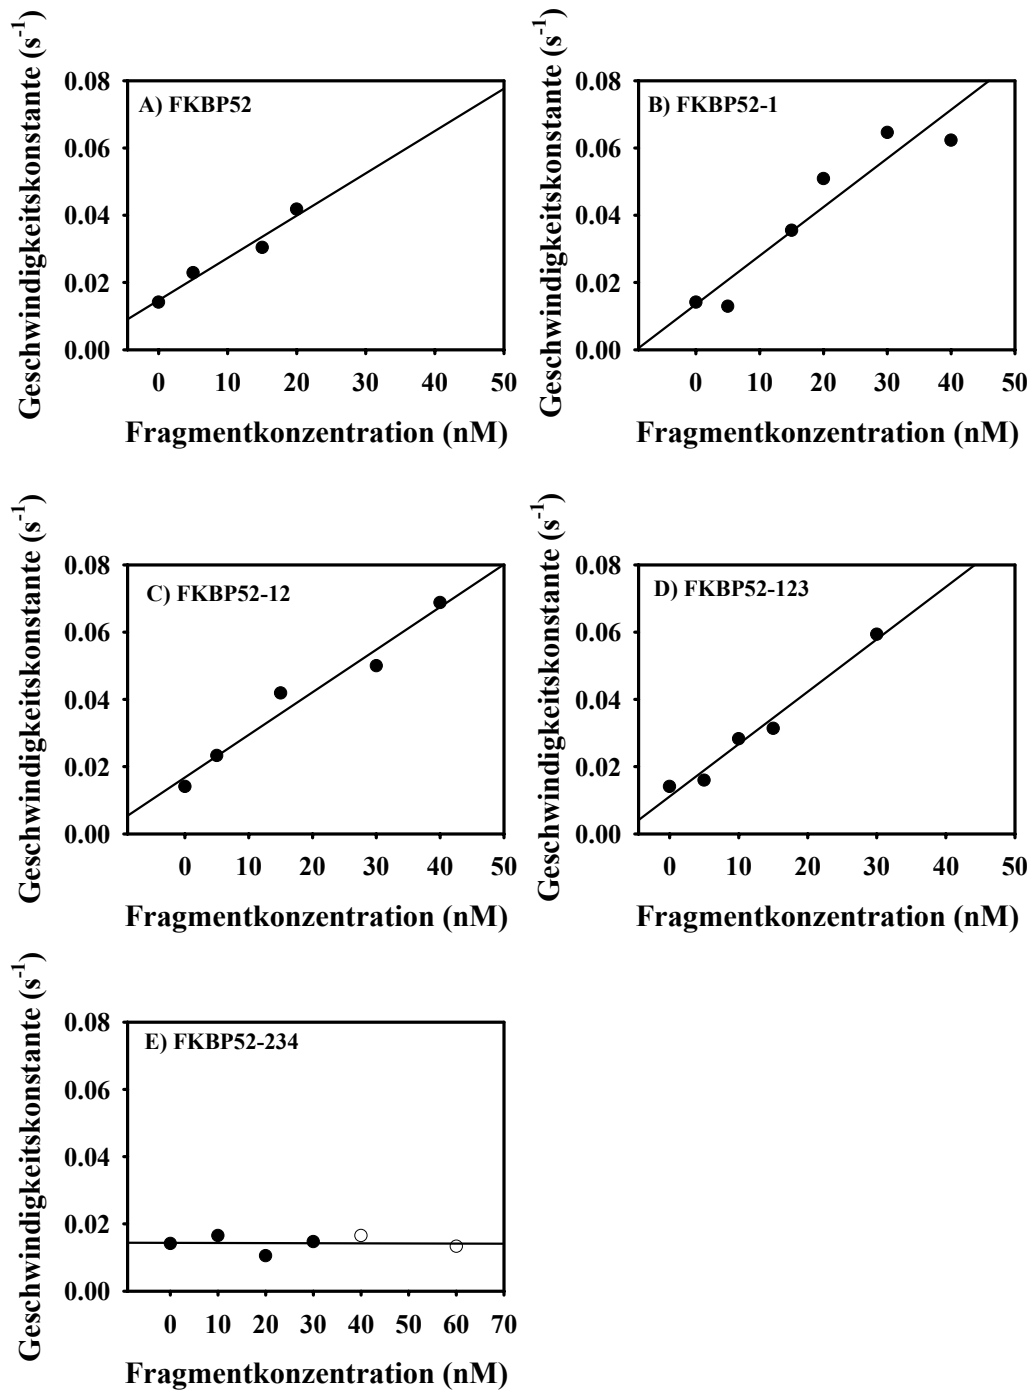 Geschwindigkeitskonstante (s-1)
A) FKBP52
0.08
0.06
0.04
0.02
0.00
0 10 20 30 40 50
Fragmentkonzentration (nM)
Geschwindigkeitskonstante (s-1)
B) FKBP52-1
0.08
0.06
0.04
0.02
0.00
0 10 20 30 40 50
Fragmentkonzentration (nM)
Geschwindigkeitskonstante (s-1)
C) FKBP52-12
0.08
0.06
0.04
0.02
0.00
0 10 20 30 40 50
Fragmentkonzentration (nM)
Geschwindigkeitskonstante (s-1)
D) FKBP52-123
0.08
0.06
0.04
0.02
0.00
0 10 20 30 40 50
Fragmentkonzentration (nM)
Geschwindigkeitskonstante (s-1)
E) FKBP52-234
0.08
0.06
0.04
0.02
0.00
0 10 20 30 40 50 60 70
Fragmentkonzentration (nM)